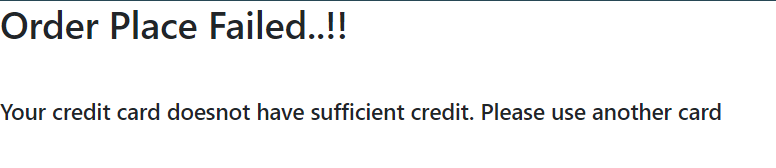 Order Place Failed..!!
Your credit card doesnot have sufficient credit. Please use another card